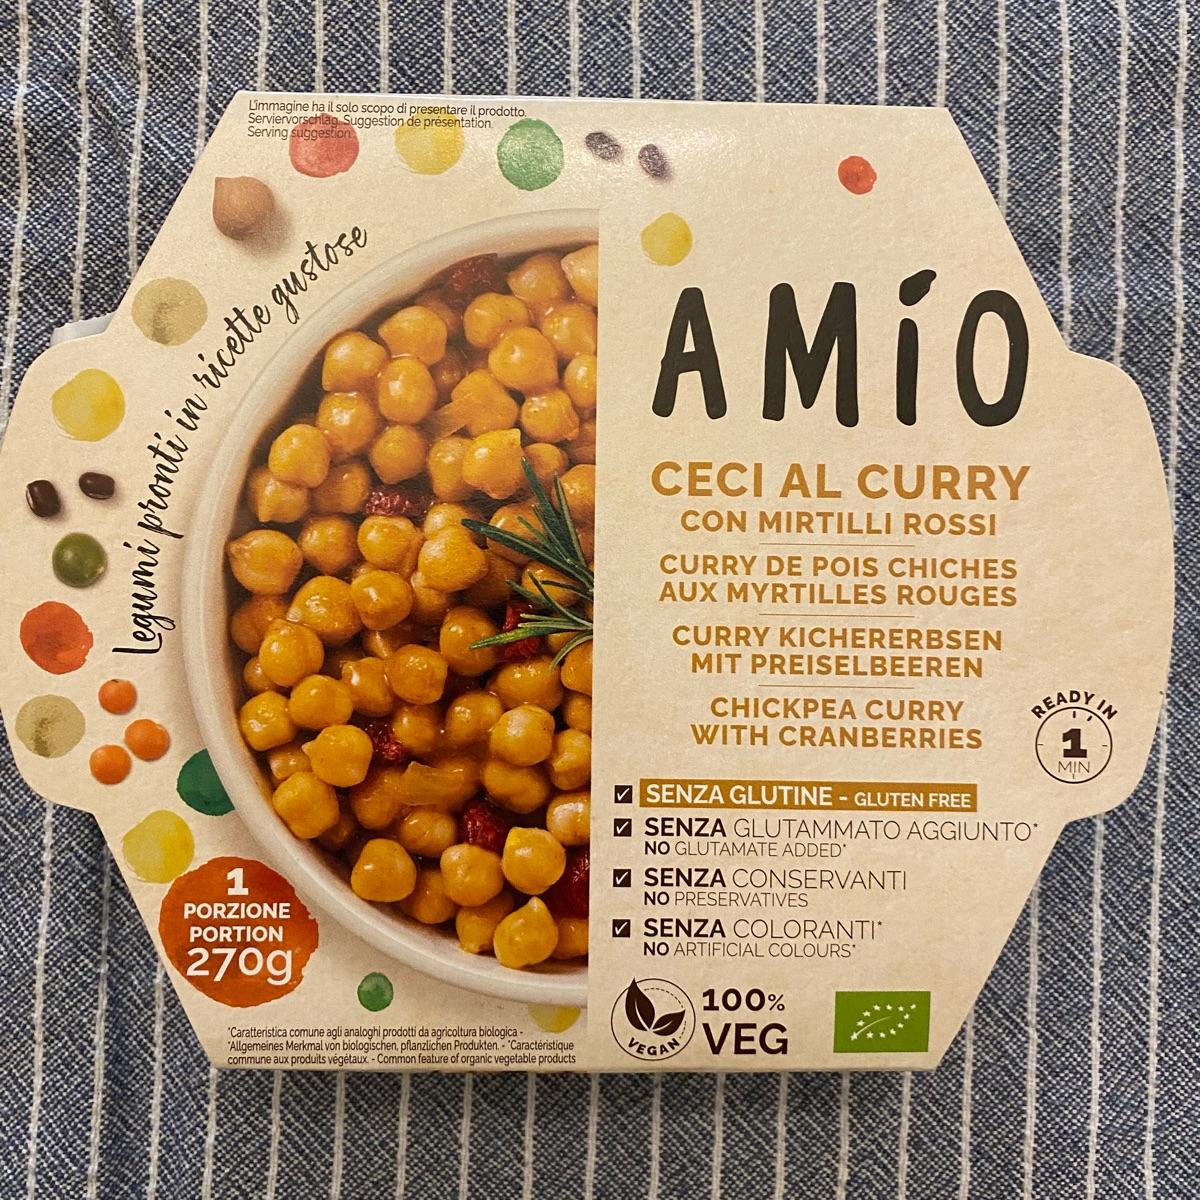 L'immagine ha il solo scopo di presentare il prodotto.
Serviervorschlag. Suggestion de présentation.
Serving suggestion.
Legumi pronti in ricette gustose
AMÍO
CECI AL CURRY
CON MIRTILLI ROSSI
CURRY DE POIS CHICHES
AUX MYRTILLES ROUGES
CURRY KICHERERBSEN
MIT PREISELBEEREN
CHICKPEA CURRY
WITH CRANBERRIES
READY IN
1
MIN
SENZA GLUTINE - GLUTEN FREE
SENZA GLUTAMMATO AGGIUNTO*
NO GLUTAMATE ADDED*
SENZA CONSERVANTI
NO PRESERVATIVES
SENZA COLORANTI*
NO ARTIFICIAL COLOURS*
1
PORZIONE
PORTION
270g
VEGAN
100%
VEG
*Caratteristica comune agli analoghi prodotti da agricoltura biologica -
*Allgemeines Merkmal von biologischen, pflanzlichen Produkten. - *Caractéristique
commune aux produits végétaux. - Common feature of organic vegetable products